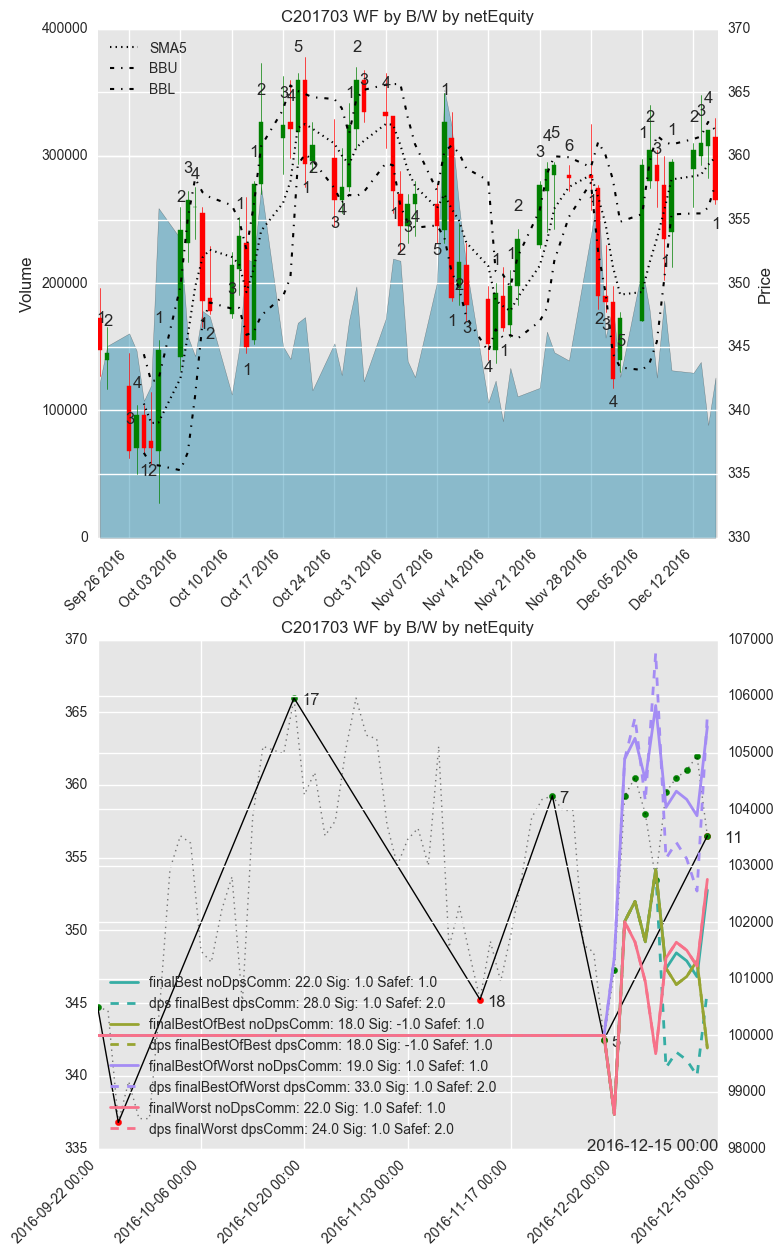 C201703 WF by B/W by netEquity
400000
300000
200000
100000
0
Volume
370
365
360
355
350
345
340
335
330
Price
SMA5
BBU
BBL
Sep 26 2016
Oct 03 2016
Oct 10 2016
Oct 17 2016
Oct 24 2016
Oct 31 2016
Nov 07 2016
Nov 14 2016
Nov 21 2016
Nov 28 2016
Dec 05 2016
Dec 12 2016
C201703 WF by B/W by netEquity
370
365
360
355
350
345
340
335
107000
106000
105000
104000
103000
102000
101000
100000
99000
98000
17
18
7
5
11
finalBest noDpsComm: 22.0 Sig: 1.0 Safef: 1.0
dps finalBest dpsComm: 28.0 Sig: 1.0 Safef: 2.0
finalBestOfBest noDpsComm: 18.0 Sig: -1.0 Safef: 1.0
dps finalBestOfBest dpsComm: 18.0 Sig: -1.0 Safef: 1.0
finalBestOfWorst noDpsComm: 19.0 Sig: 1.0 Safef: 1.0
dps finalBestOfWorst dpsComm: 33.0 Sig: 1.0 Safef: 2.0
finalWorst noDpsComm: 22.0 Sig: 1.0 Safef: 1.0
dps finalWorst dpsComm: 24.0 Sig: 1.0 Safef: 2.0
2016-12-15 00:00
2016-09-22 00:00
2016-10-06 00:00
2016-10-20 00:00
2016-11-03 00:00
2016-11-17 00:00
2016-12-02 00:00
2016-12-15 00:00